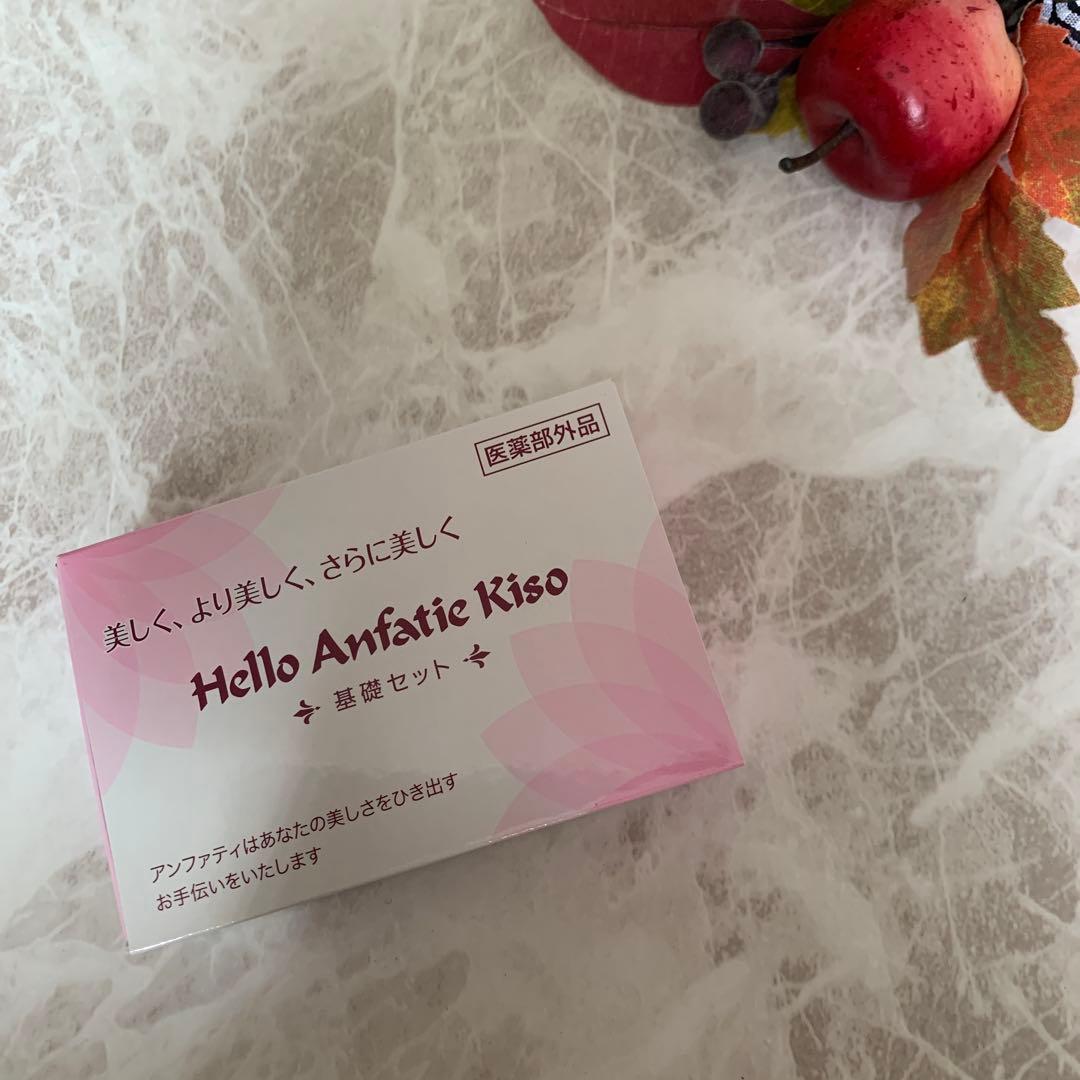 医薬部外品
美しく、より美しく、さらに美しく
Hello Anfatie Kiso
基礎セット
アンファティはあなたの美しさをひき出す
お手伝いをいたします